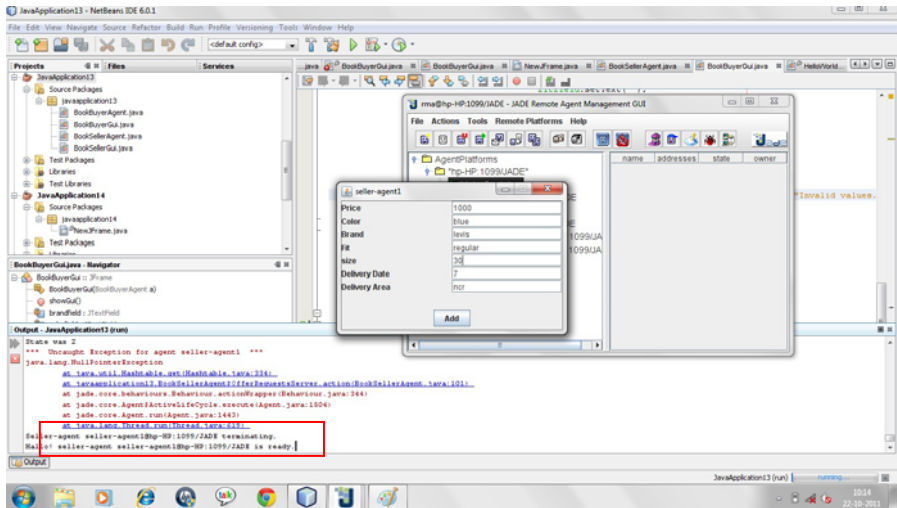 JavaApplication13 - NetBeans IDE 6.0.1
File Edit View Navigate Source Refactor Build Run Profile Versioning Tools Window Help
<default config>
Projects Files Services
...java BookBuyerGui.java BookBuyerGui.java NewJFrame.java BookSellerAgent.java BookBuyerGui.java HelloWorld...
JavaApplication13
Source Packages
javaapplication13
BookBuyerAgent.java
BookBuyerGui.java
BookSellerAgent.java
BookSellerGui.java
Test Packages
Libraries
Test Libraries
JavaApplication14
Source Packages
javaapplication14
NewJFrame.java
Test Packages
rma@hp-HP:1099/JADE - JADE Remote Agent Management GUI
File Actions Tools Remote Platforms Help
AgentPlatforms
"hp-HP:1099/JADE"
name addresses state owner
"Invalid values.
seller-agent1
Price 1000
Color blue
Brand levis
Fit regular
size 30
Delivery Date 7
Delivery Area ncr
Add
BookBuyerGui.java - Navigator
BookBuyerGui :: JFrame
BookBuyerGui(BookBuyerAgent a)
showGui()
brandField : JTextField
Output - JavaApplication13 (run)
State was 2
*** Uncaught Exception for agent seller-agent1 ***
java.lang.NullPointerException
at java.util.Hashtable.get(Hashtable.java:334)
at javaapplication13.BookSellerAgent$OfferRequestsServer.action(BookSellerAgent.java:101)
at jade.core.behaviours.Behaviour.actionWrapper(Behaviour.java:344)
at jade.core.Agent$ActiveLifeCycle.execute(Agent.java:1504)
at jade.core.Agent.run(Agent.java:1443)
at java.lang.Thread.run(Thread.java:619)
Seller-agent seller-agent1@hp-HP:1099/JADE terminating.
Hallo! seller-agent seller-agent1@hp-HP:1099/JADE is ready.
Output
JavaApplication13 (run) running...
10:14
22-10-2011